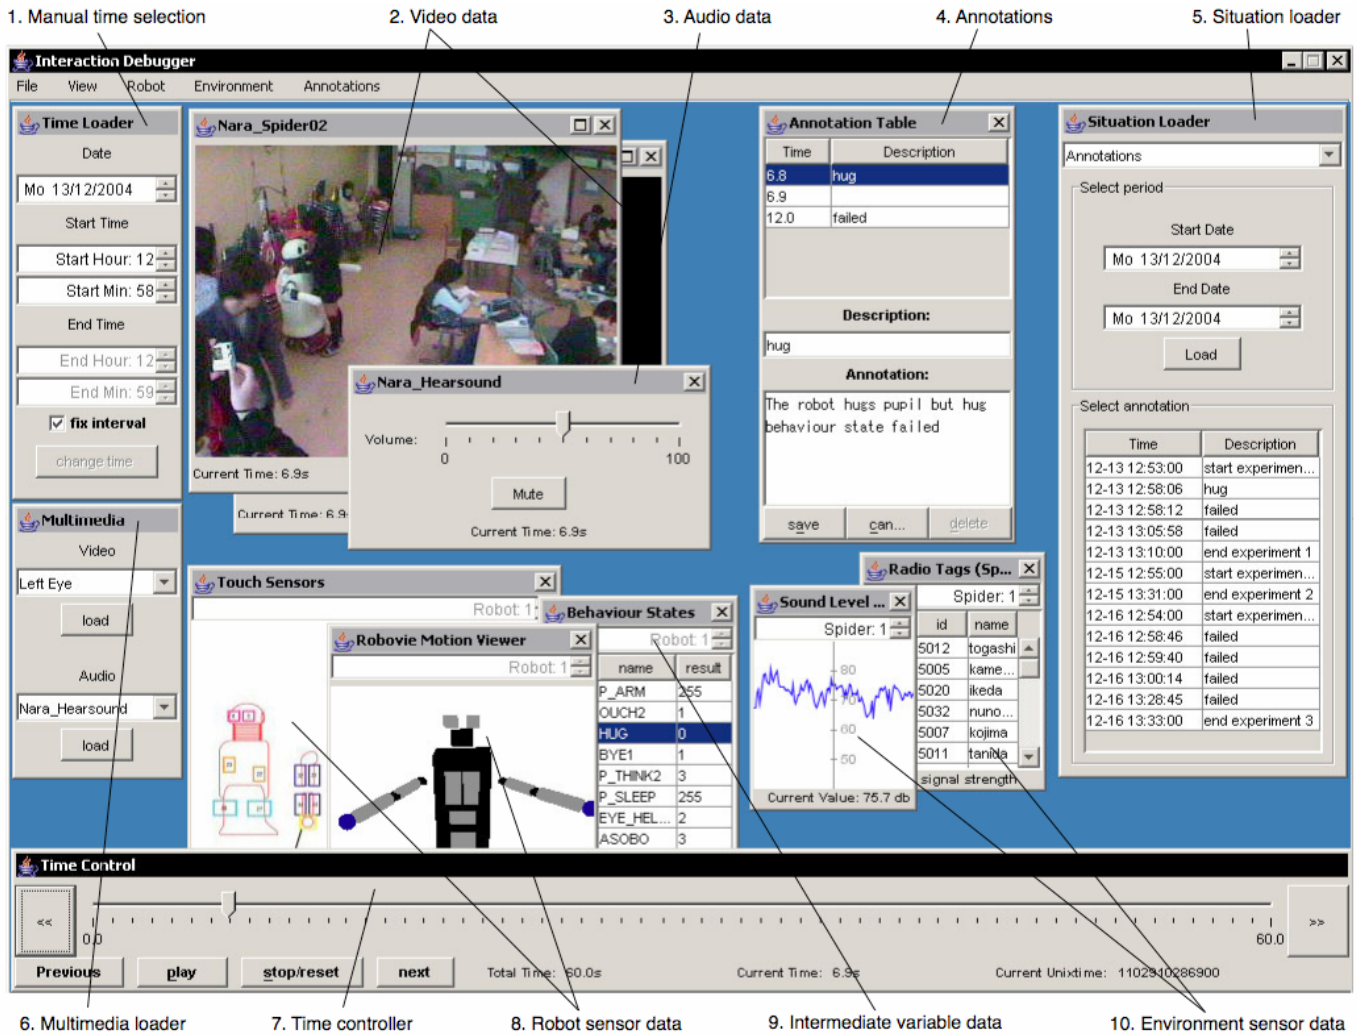 1. Manual time selection
2. Video data
3. Audio data
4. Annotations
5. Situation loader
Interaction Debugger
File View Robot Environment Annotations
Time Loader
Date
Mo 13/12/2004
Start Time
Start Hour: 12
Start Min: 58
End Time
End Hour: 12
End Min: 59
fix interval
change time
Multimedia
Video
Left Eye
load
Audio
Nara_Hearsound
load
Nara_Spider02
Current Time: 6.9s
Current Time: 6.9
Nara_Hearsound
Volume:
0 100
Mute
Current Time: 6.9s
Annotation Table
Time Description
6.8 hug
6.9
12.0 failed
Description:
hug
Annotation:
The robot hugs pupil but hug
behaviour state failed
save can... delete
Situation Loader
Annotations
Select period
Start Date
Mo 13/12/2004
End Date
Mo 13/12/2004
Load
Select annotation
Time Description
12-13 12:53:00 start experimen...
12-13 12:58:06 hug
12-13 12:58:12 failed
12-13 13:05:58 failed
12-13 13:10:00 end experiment 1
12-15 12:55:00 start experimen...
12-15 13:31:00 end experiment 2
12-16 12:54:00 start experimen...
12-16 12:58:46 failed
12-16 12:59:40 failed
12-16 13:00:14 failed
12-16 13:28:45 failed
12-16 13:33:00 end experiment 3
Touch Sensors
Robot: 1
Robovie Motion Viewer
Robot: 1
Behaviour States
Robot: 1
name result
P_ARM 255
OUCH2 1
HUG 0
BYE1 1
P_THINK2 3
P_SLEEP 255
EYE_HEL... 2
ASOBO 3
Sound Level ...
Spider: 1
80
70
60
50
Current Value: 75.7 db
Radio Tags (Sp...
Spider: 1
id name
5012 togashi
5005 kame...
5020 ikeda
5032 nuno...
5007 kojima
5011 tanida
signal strength
Time Control
<<
0.0 60.0
>>
Previous play stop/reset next Total Time: 60.0s Current Time: 6.9s Current Unixtime: 1102910286900
6. Multimedia loader
7. Time controller
8. Robot sensor data
9. Intermediate variable data
10. Environment sensor data